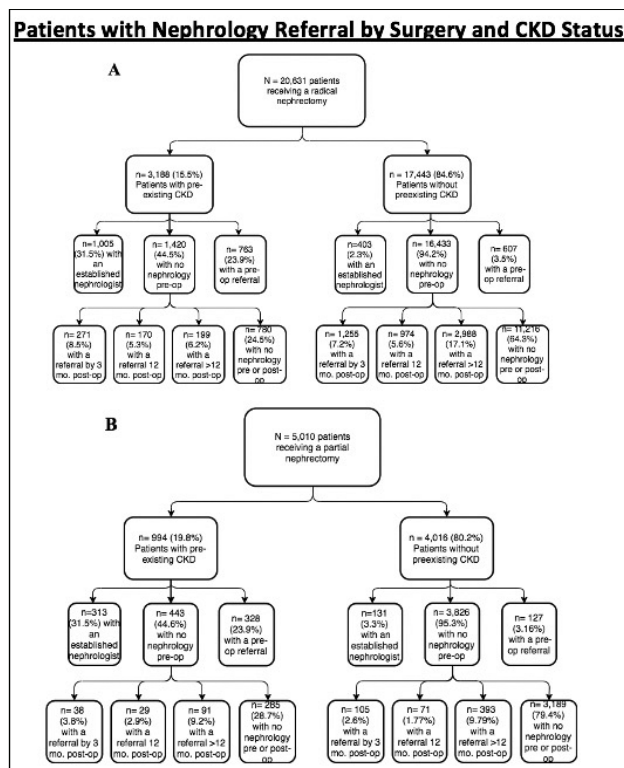 Patients with Nephrology Referral by Surgery and CKD Status
A
N = 20,631 patients
receiving a radical
nephrectomy
n= 3,188 (15.5%)
Patients with pre-
existing CKD
n= 17,443 (84.6%)
Patients without
preexisting CKD
n=1,005
(31.5%) with
an
established
nephrologist
n= 1,420
(44.5%)
with no
nephrology
pre-op
n= 763
(23.9%)
with a pre-
op referral
n=403
(2.3%) with
an
established
nephrologist
n= 16,433
(94.2%)
with no
nephrology
pre-op
n= 607
(3.5%)
with a pre-
op referral
n= 271
(8.5%)
with a
referral by 3
mo. post-op
n= 170
(5.3%)
with a
referral 12
mo. post-op
n= 199
(6.2%)
with a
referral >12
mo. post-op
n= 780
(24.5%)
with no
nephrology
pre or post-
op
n= 1,255
(7.2%)
with a
referral by 3
mo. post-op
n= 974
(5.6%)
with a
referral 12
mo. post-op
n= 2,988
(17.1%)
with a
referral >12
mo. post-op
n= 11,216
(64.3%)
with no
nephrology
pre or post-
op
B
N = 5,010 patients
receiving a partial
nephrectomy
n= 994 (19.8%)
Patients with pre-
existing CKD
n= 4,016 (80.2%)
Patients without
preexisting CKD
n=313
(31.5%) with
an
established
nephrologist
n= 443
(44.6%)
with no
nephrology
pre-op
n= 328
(23.9%)
with a pre-
op referral
n=131
(3.3%) with
an
established
nephrologist
n= 3,826
(95.3%)
with no
nephrology
pre-op
n= 127
(3.16%)
with a pre-
op referral
n= 38
(3.8%)
with a
referral by 3
mo. post-op
n= 29
(2.9%)
with a
referral 12
mo. post-op
n= 91
(9.2%)
with a
referral >12
mo. post-op
n= 285
(28.7%)
with no
nephrology
pre or post-
op
n= 105
(2.6%)
with a
referral by 3
mo. post-op
n= 71
(1.77%)
with a
referral 12
mo. post-op
n= 393
(9.79%)
with a
referral >12
mo. post-op
n= 3,189
(79.4%)
with no
nephrology
pre or post-
op